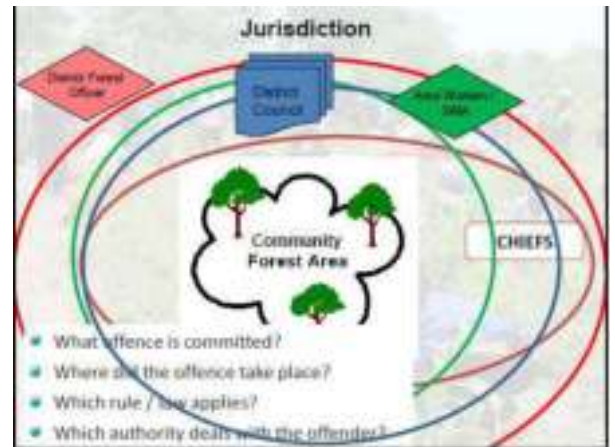 Jurisdiction
District Forest
Officer
District
Council
Area Wardens /
CHIEFS
Community
Forest Area
What offence is committed?
Where did the offence take place?
Which rule / law applies?
Which authority deals with the offender?